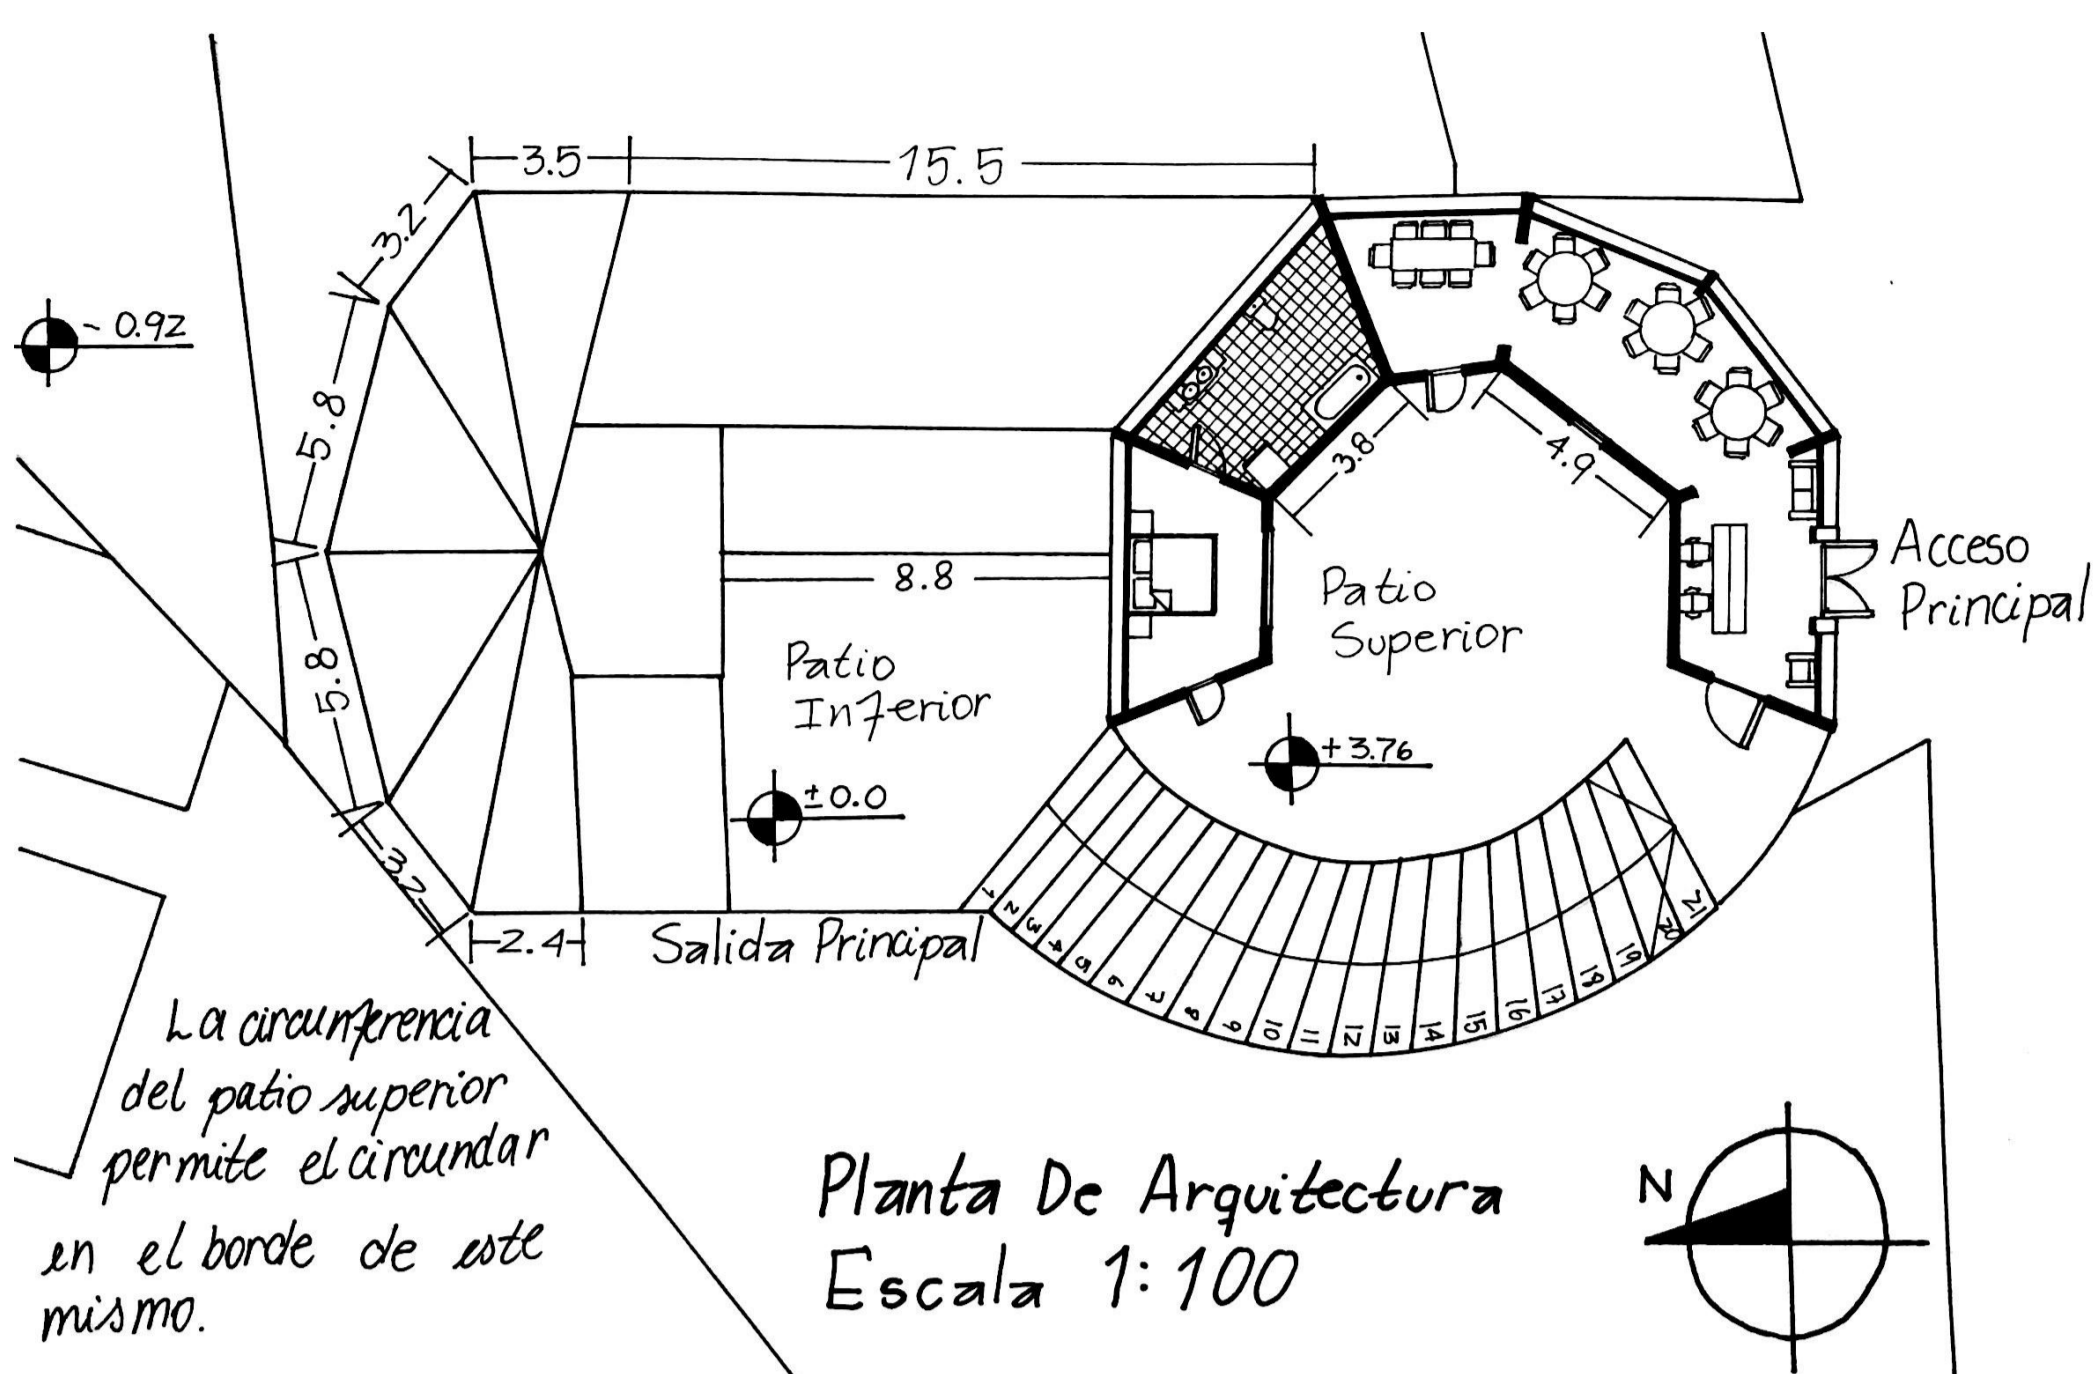 3.5
15.5
3.2
- 0.92
5.8
3.8
4.9
8.8
Acceso
Principal
Patio
Superior
5.8
Patio
Inferior
+3.76
±0.0
3.2
2.4
Salida Principal
1
2
3
4
5
6
7
8
9
10
11
12
13
14
15
16
17
18
19
20
21
La circunferencia
del patio superior
permite el circundar
en el borde de este
mismo.
Planta De Arquitectura
Escala 1:100
N